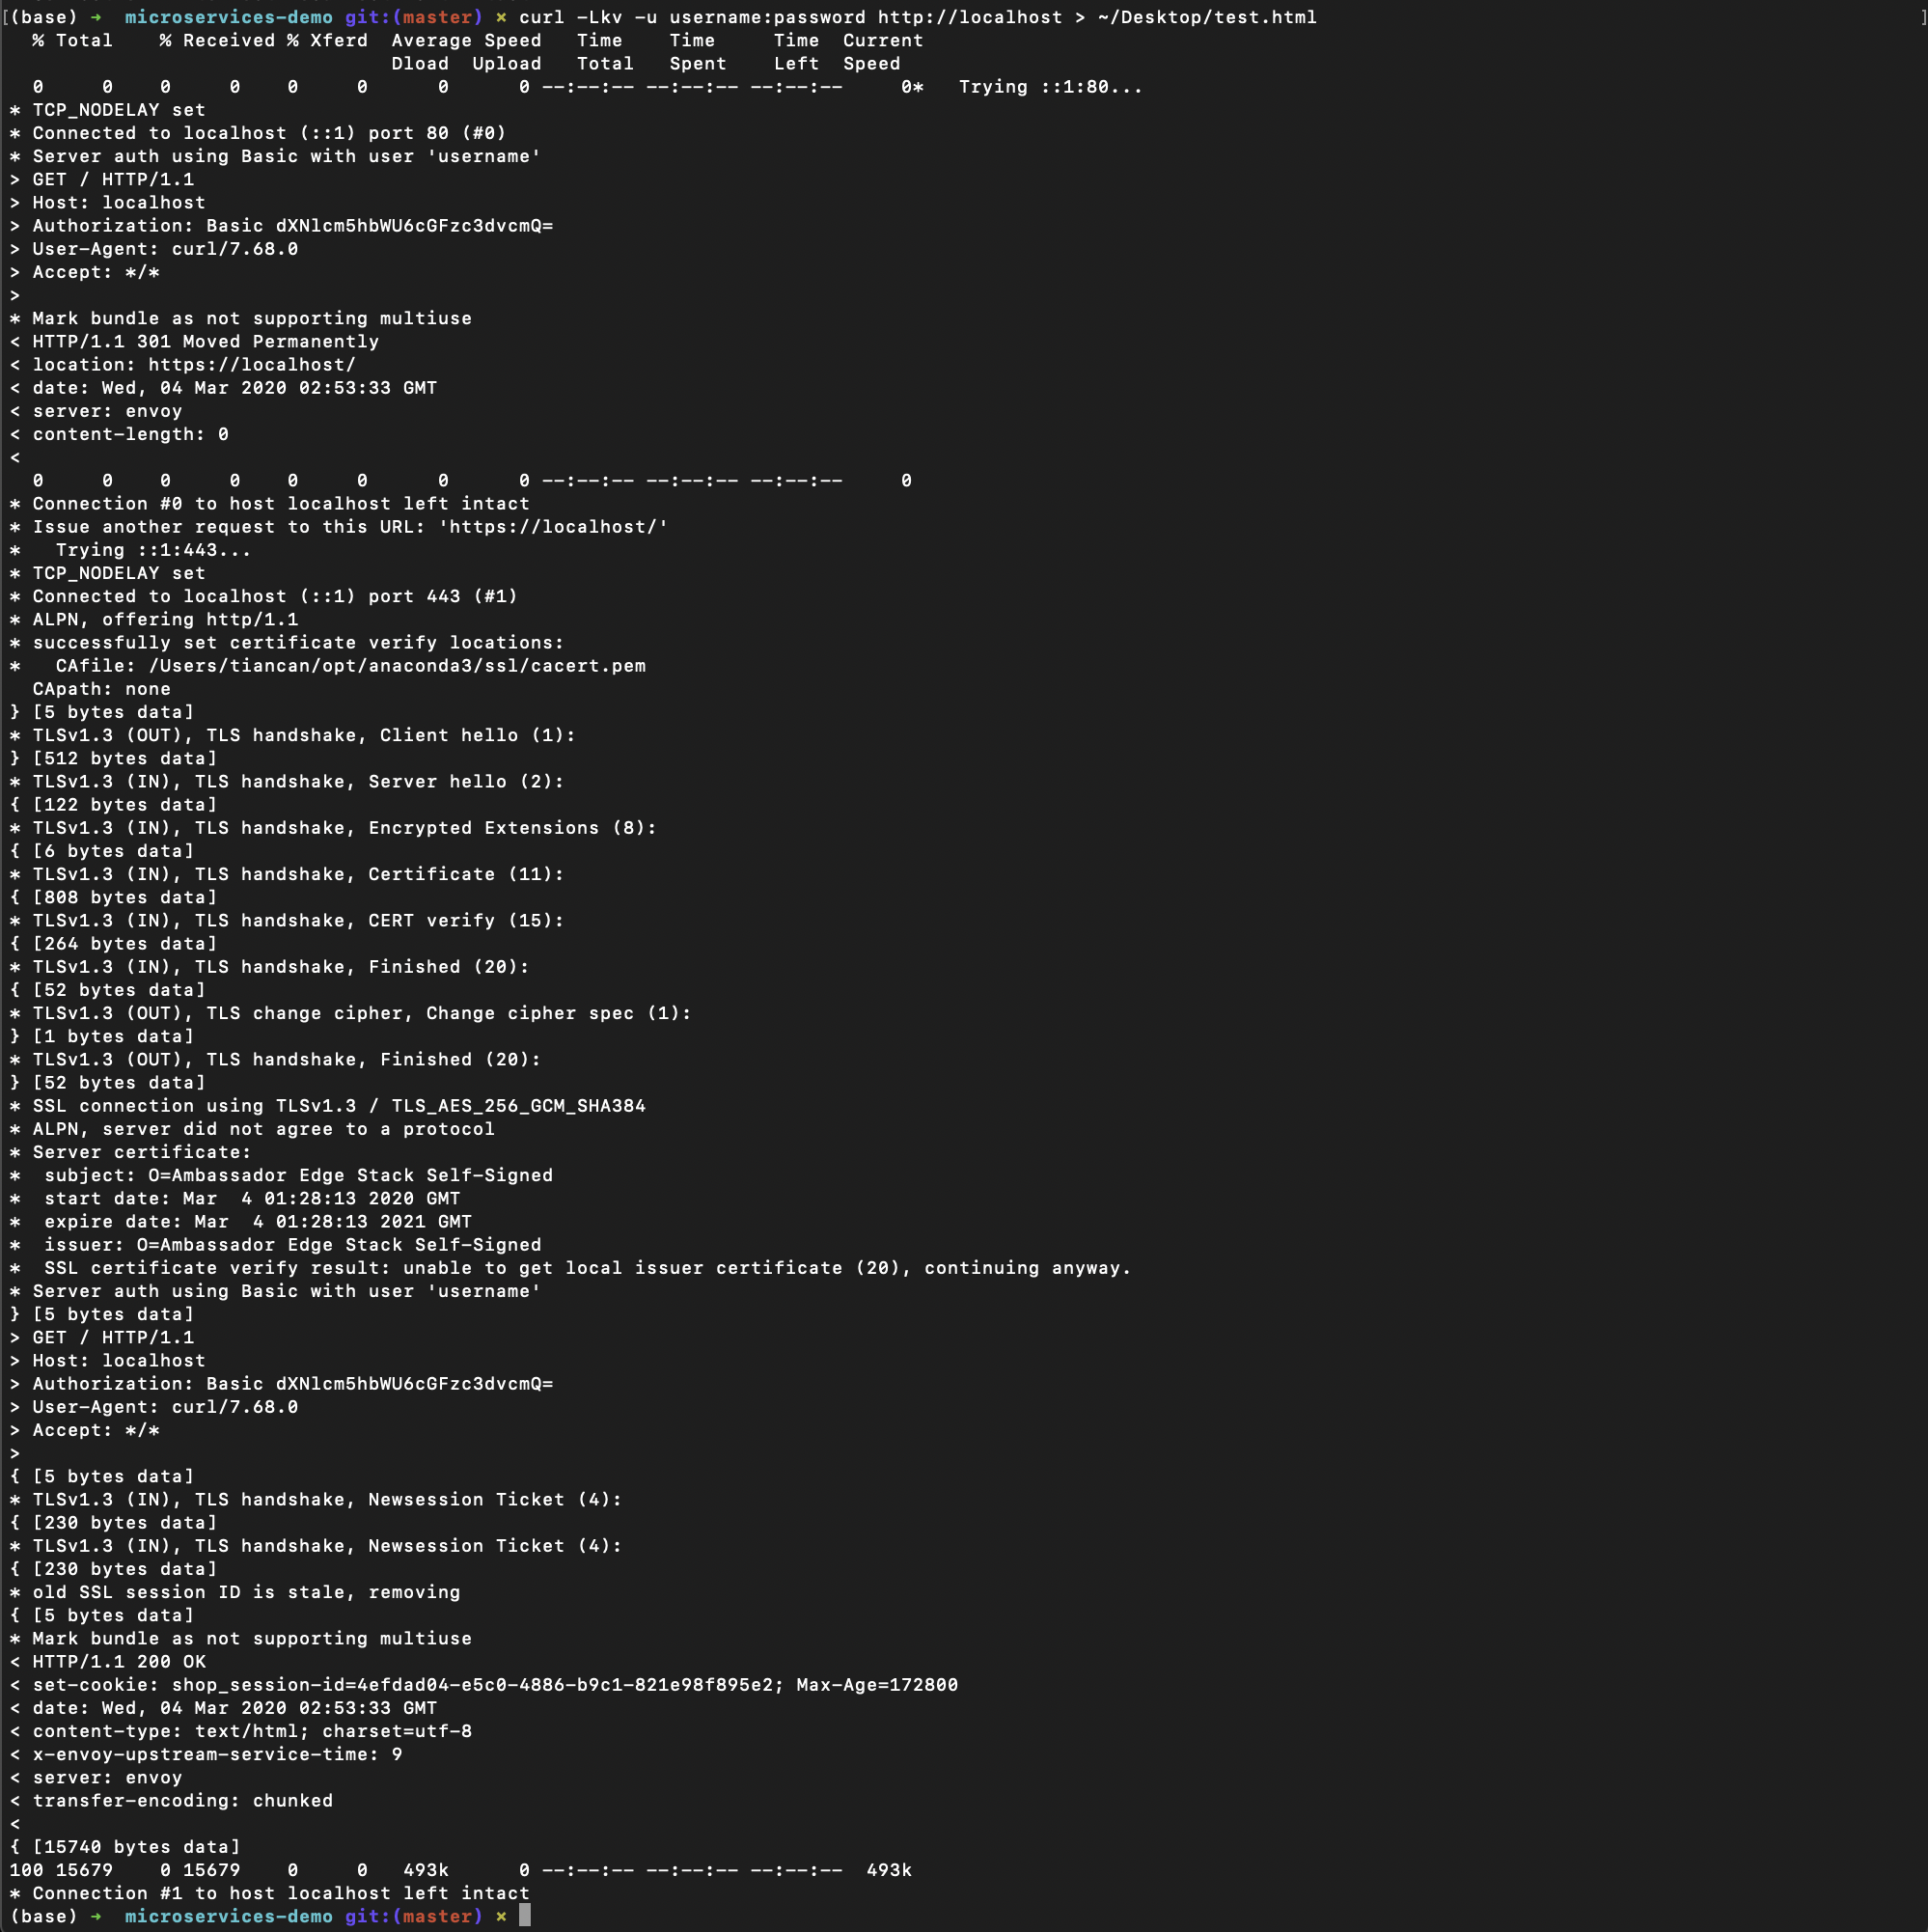 [(base) ➜  microservices-demo git:(master) ✗ curl -Lkv -u username:password http://localhost > ~/Desktop/test.html ]
  % Total    % Received % Xferd  Average Speed   Time    Time     Time  Current
                                 Dload  Upload   Total   Spent    Left  Speed
  0     0    0     0    0     0      0      0 --:--:-- --:--:-- --:--:--     0*   Trying ::1:80...
* TCP_NODELAY set
* Connected to localhost (::1) port 80 (#0)
* Server auth using Basic with user 'username'
> GET / HTTP/1.1
> Host: localhost
> Authorization: Basic dXNlcm5hbWU6cGFzc3dvcmQ=
> User-Agent: curl/7.68.0
> Accept: */*
>
* Mark bundle as not supporting multiuse
< HTTP/1.1 301 Moved Permanently
< location: https://localhost/
< date: Wed, 04 Mar 2020 02:53:33 GMT
< server: envoy
< content-length: 0
<
  0     0    0     0    0     0      0      0 --:--:-- --:--:-- --:--:--     0
* Connection #0 to host localhost left intact
* Issue another request to this URL: 'https://localhost/'
*   Trying ::1:443...
* TCP_NODELAY set
* Connected to localhost (::1) port 443 (#1)
* ALPN, offering http/1.1
* successfully set certificate verify locations:
*   CAfile: /Users/tiancan/opt/anaconda3/ssl/cacert.pem
  CApath: none
} [5 bytes data]
* TLSv1.3 (OUT), TLS handshake, Client hello (1):
} [512 bytes data]
* TLSv1.3 (IN), TLS handshake, Server hello (2):
{ [122 bytes data]
* TLSv1.3 (IN), TLS handshake, Encrypted Extensions (8):
{ [6 bytes data]
* TLSv1.3 (IN), TLS handshake, Certificate (11):
{ [808 bytes data]
* TLSv1.3 (IN), TLS handshake, CERT verify (15):
{ [264 bytes data]
* TLSv1.3 (IN), TLS handshake, Finished (20):
{ [52 bytes data]
* TLSv1.3 (OUT), TLS change cipher, Change cipher spec (1):
} [1 bytes data]
* TLSv1.3 (OUT), TLS handshake, Finished (20):
} [52 bytes data]
* SSL connection using TLSv1.3 / TLS_AES_256_GCM_SHA384
* ALPN, server did not agree to a protocol
* Server certificate:
*  subject: O=Ambassador Edge Stack Self-Signed
*  start date: Mar  4 01:28:13 2020 GMT
*  expire date: Mar  4 01:28:13 2021 GMT
*  issuer: O=Ambassador Edge Stack Self-Signed
*  SSL certificate verify result: unable to get local issuer certificate (20), continuing anyway.
* Server auth using Basic with user 'username'
} [5 bytes data]
> GET / HTTP/1.1
> Host: localhost
> Authorization: Basic dXNlcm5hbWU6cGFzc3dvcmQ=
> User-Agent: curl/7.68.0
> Accept: */*
>
{ [5 bytes data]
* TLSv1.3 (IN), TLS handshake, Newsession Ticket (4):
{ [230 bytes data]
* TLSv1.3 (IN), TLS handshake, Newsession Ticket (4):
{ [230 bytes data]
* old SSL session ID is stale, removing
{ [5 bytes data]
* Mark bundle as not supporting multiuse
< HTTP/1.1 200 OK
< set-cookie: shop_session-id=4efdad04-e5c0-4886-b9c1-821e98f895e2; Max-Age=172800
< date: Wed, 04 Mar 2020 02:53:33 GMT
< content-type: text/html; charset=utf-8
< x-envoy-upstream-service-time: 9
< server: envoy
< transfer-encoding: chunked
<
{ [15740 bytes data]
100 15679    0 15679    0     0   493k      0 --:--:-- --:--:-- --:--:--  493k
* Connection #1 to host localhost left intact
(base) ➜  microservices-demo git:(master) ✗